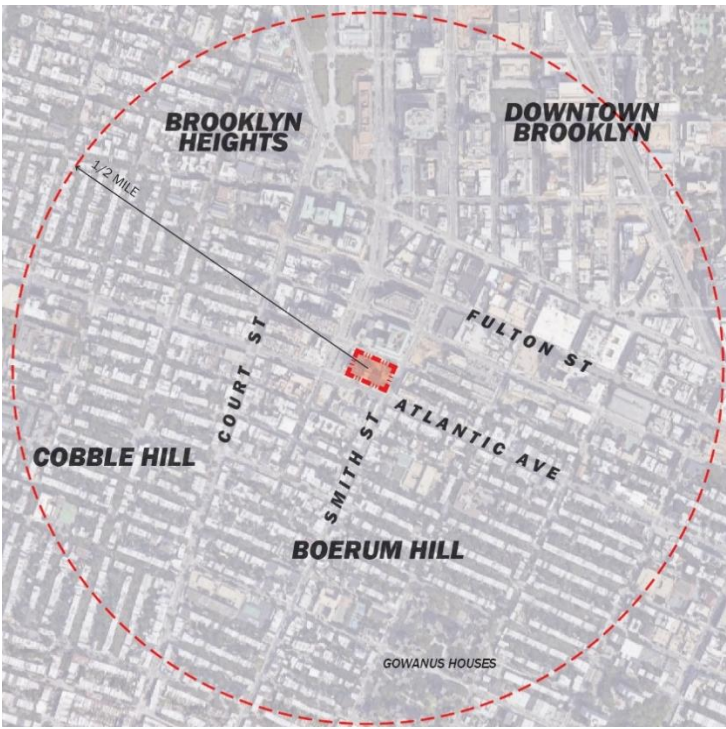 BROOKLYN
HEIGHTS
DOWNTOWN
BROOKLYN
1/2 MILE
FULTON ST
COURT ST
ATLANTIC AVE
SMITH ST
COBBLE HILL
BOERUM HILL
GOWANUS HOUSES